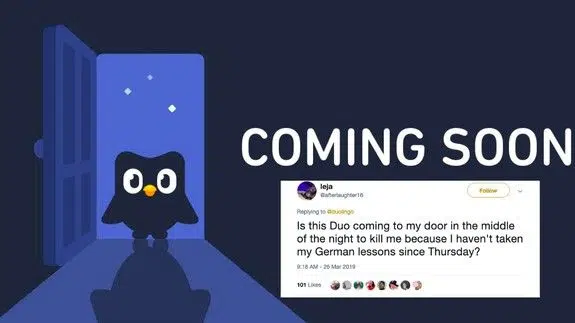 COMING SOON
leja
@afterlaughter16
Follow
Replying to @duolingo
Is this Duo coming to my door in the middle
of the night to kill me because I haven't taken
my German lessons since Thursday?
9:18 AM - 26 Mar 2019
101 Likes